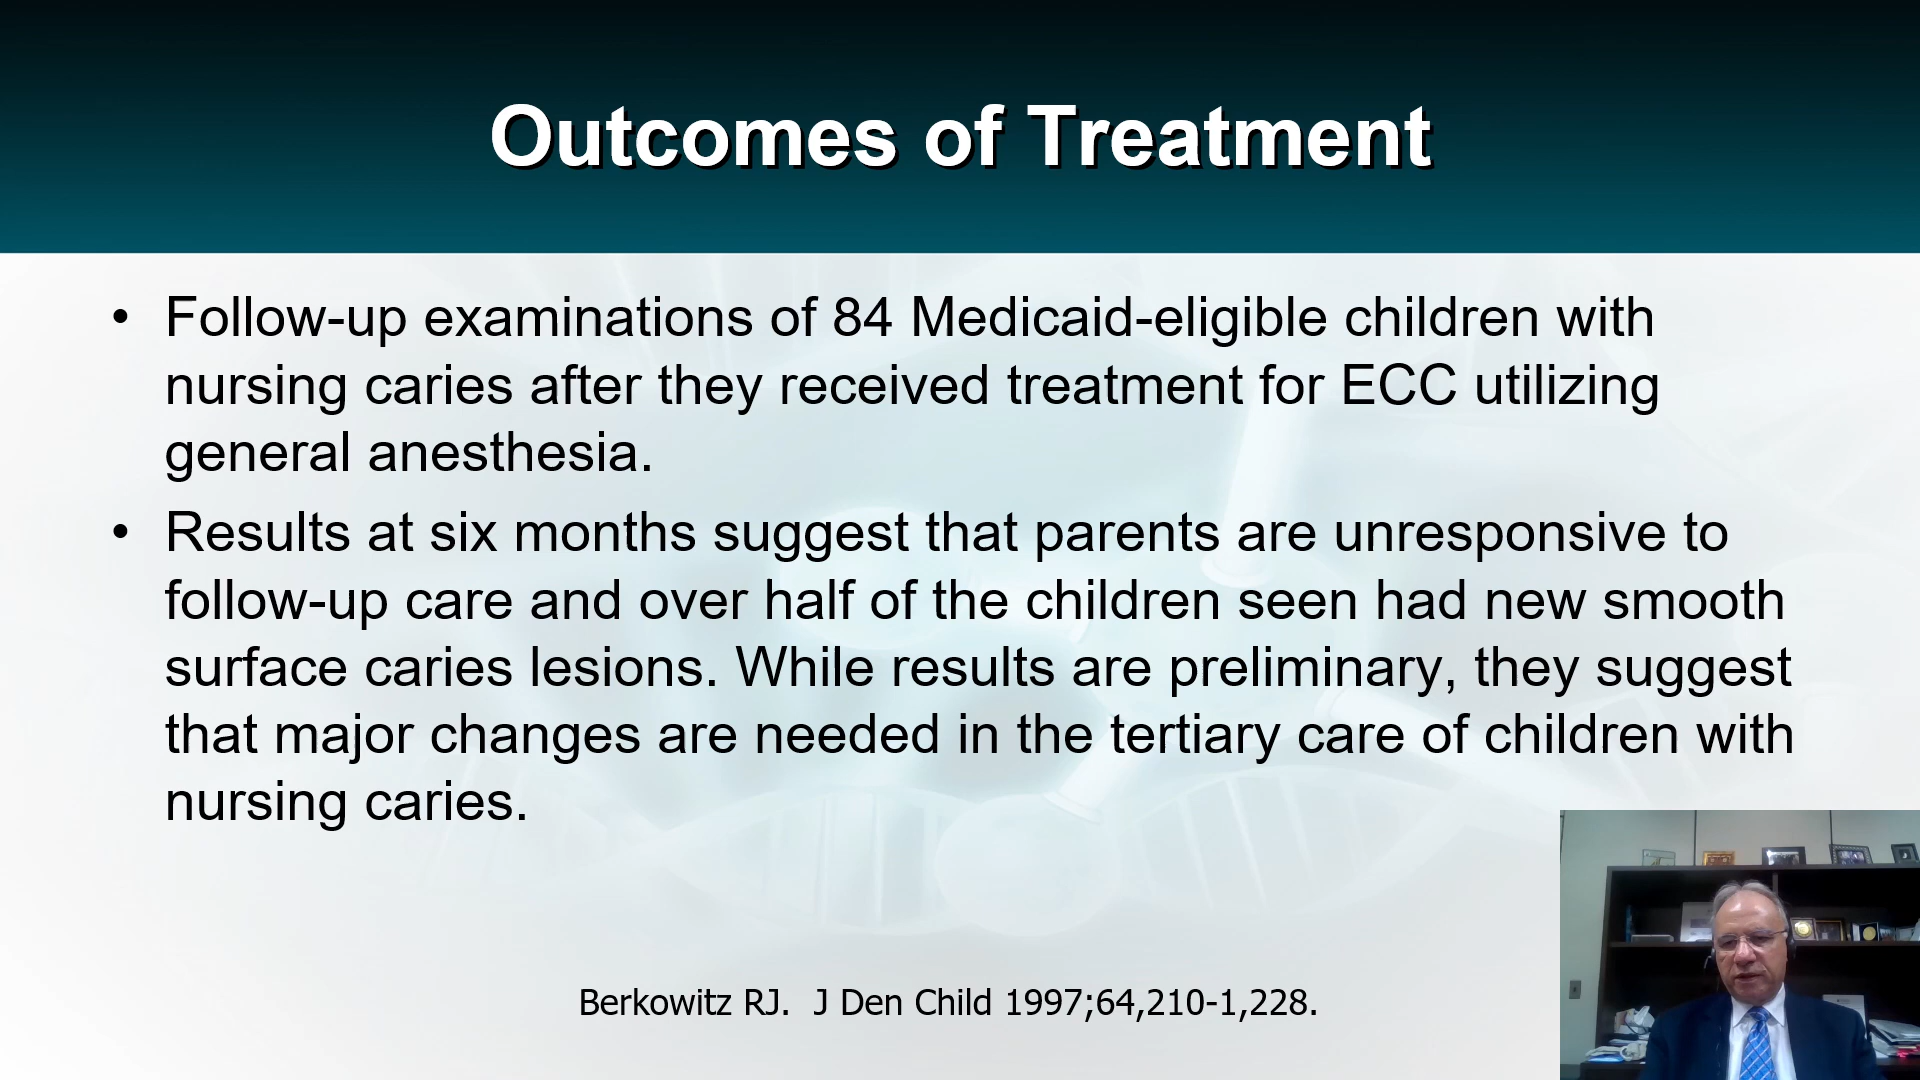 Outcomes of Treatment
• Follow-up examinations of 84 Medicaid-eligible children with
nursing caries after they received treatment for ECC utilizing
general anesthesia.
• Results at six months suggest that parents are unresponsive to
follow-up care and over half of the children seen had new smooth
surface caries lesions. While results are preliminary, they suggest
that major changes are needed in the tertiary care of children with
nursing caries.
Berkowitz RJ.  J Den Child 1997;64,210-1,228.